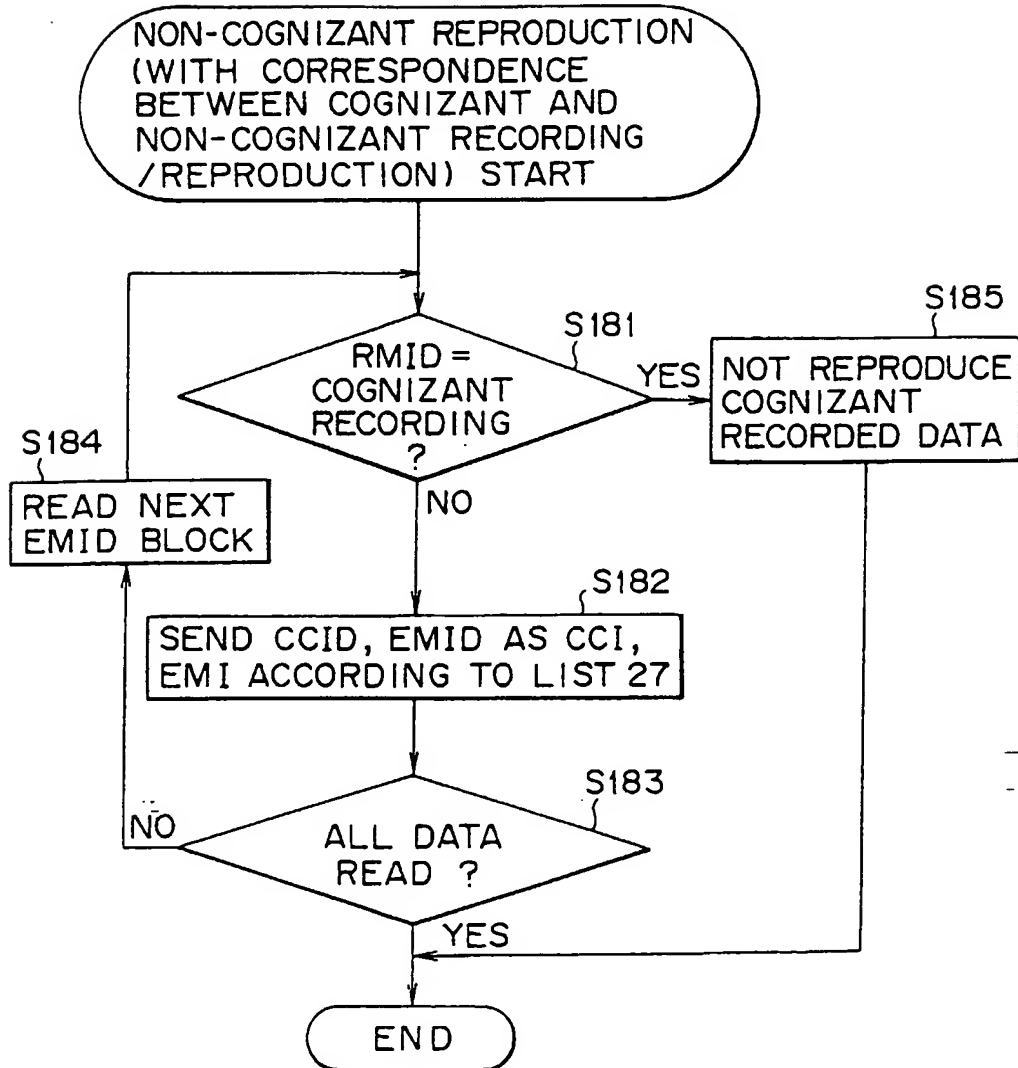 NON-COGNIZANT REPRODUCTION
(WITH CORRESPONDENCE
BETWEEN COGNIZANT AND
NON-COGNIZANT RECORDING
/REPRODUCTION) START
S181
RMID =
COGNIZANT
RECORDING
?
YES
S185
NOT REPRODUCE
COGNIZANT
RECORDED DATA
S184
READ NEXT
EMID BLOCK
NO
S182
SEND CCID, EMID AS CCI,
EMI ACCORDING TO LIST 27
S183
NO
ALL DATA
READ ?
YES
END